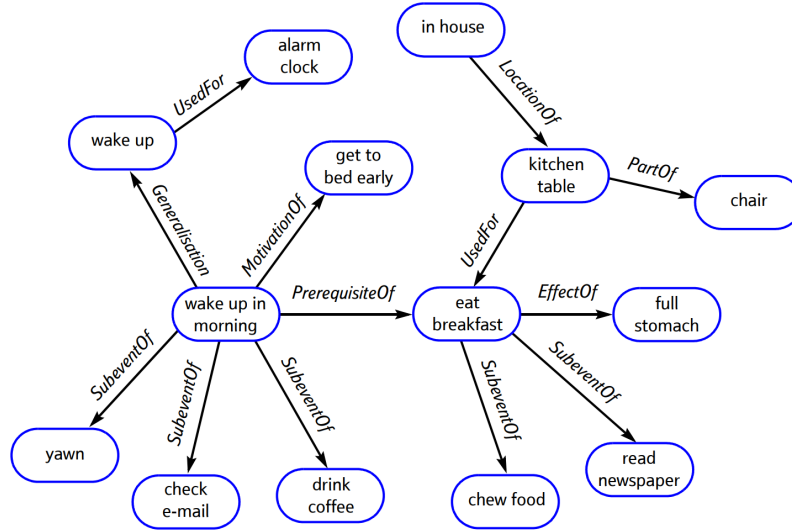 in house
alarm
clock
UsedFor
LocationOf
wake up
get to
bed early
kitchen
table
PartOf
chair
Generalisation
MotivationOf
UsedFor
wake up in
morning
PrerequisiteOf
eat
breakfast
EffectOf
full
stomach
SubeventOf
SubeventOf
SubeventOf
SubeventOf
SubeventOf
yawn
check
e-mail
drink
coffee
chew food
read
newspaper